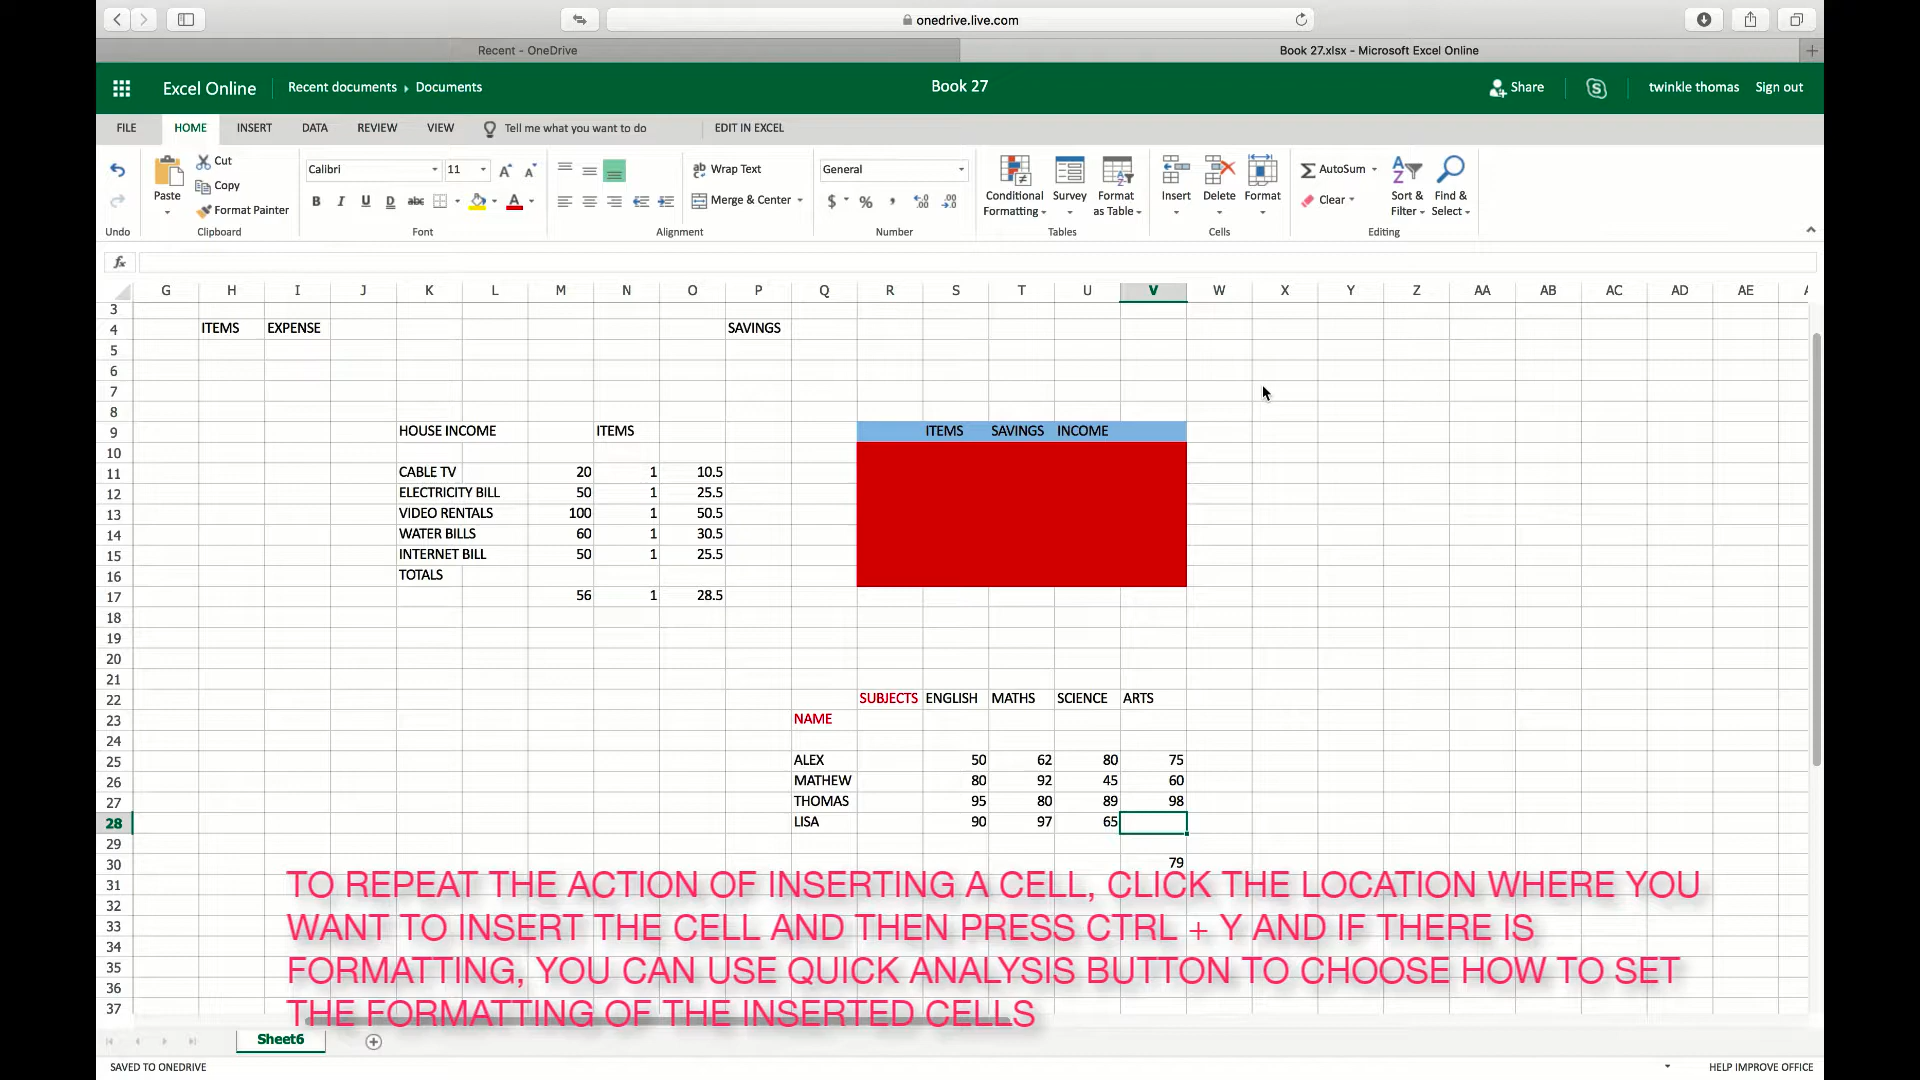 onedrive.live.com
Recent - OneDrive
Book 27.xlsx - Microsoft Excel Online
Excel Online Recent documents ▸ Documents Book 27 Share twinkle thomas Sign out
FILE HOME INSERT DATA REVIEW VIEW Tell me what you want to do EDIT IN EXCEL
Cut
Copy
Format Painter
Paste
Calibri 11
B I U D abc
Wrap Text
Merge & Center
General
$ % , .00 .00
Conditional Formatting
Survey
Format as Table
Insert
Delete
Format
AutoSum
Clear
Sort & Filter
Find & Select
Undo Clipboard Font Alignment Number Tables Cells Editing
fx
G H I J K L M N O P Q R S T U V W X Y Z AA AB AC AD AE
3
4 ITEMS EXPENSE SAVINGS
5
6
7
8
9 HOUSE INCOME ITEMS ITEMS SAVINGS INCOME
10
11 CABLE TV 20 1 10.5
12 ELECTRICITY BILL 50 1 25.5
13 VIDEO RENTALS 100 1 50.5
14 WATER BILLS 60 1 30.5
15 INTERNET BILL 50 1 25.5
16 TOTALS
17 56 1 28.5
18
19
20
21
22 SUBJECTS ENGLISH MATHS SCIENCE ARTS
23 NAME
24
25 ALEX 50 62 80 75
26 MATHEW 80 92 45 60
27 THOMAS 95 80 89 98
28 LISA 90 97 65
29
30 79
31
32
33
34
35
36
37
TO REPEAT THE ACTION OF INSERTING A CELL, CLICK THE LOCATION WHERE YOU
WANT TO INSERT THE CELL AND THEN PRESS CTRL + Y AND IF THERE IS
FORMATTING, YOU CAN USE QUICK ANALYSIS BUTTON TO CHOOSE HOW TO SET
THE FORMATTING OF THE INSERTED CELLS
Sheet6
SAVED TO ONEDRIVE HELP IMPROVE OFFICE